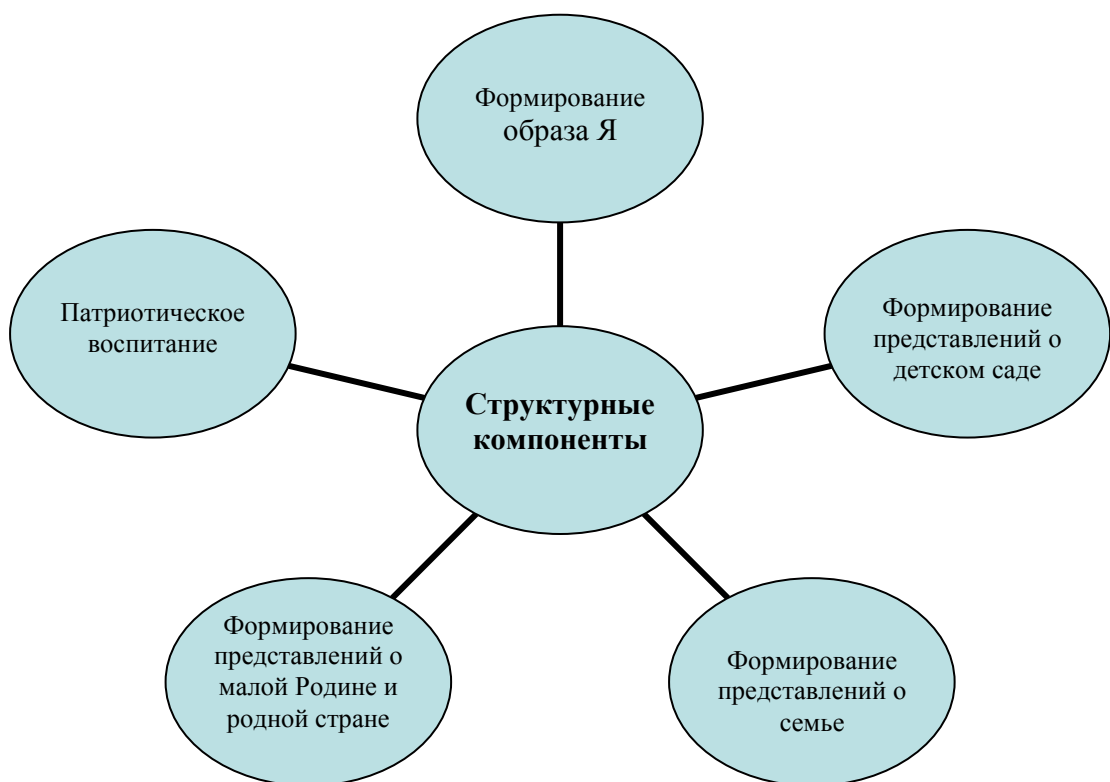 Формирование
образа Я
Патриотическое
воспитание
Формирование
представлений о
детском саде
Структурные
компоненты
Формирование
представлений о
малой Родине и
родной стране
Формирование
представлений о
семье